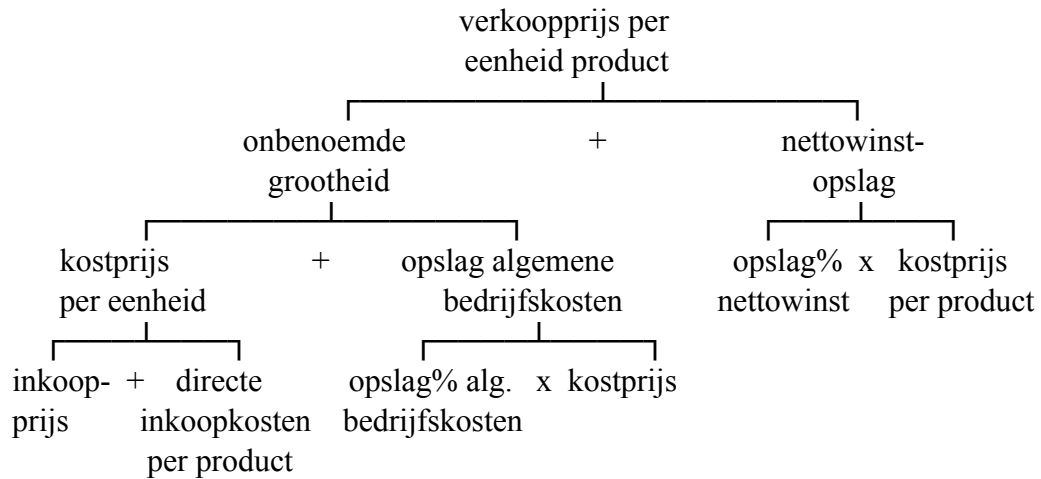 verkoopprijs per
eenheid product
onbenoemde + nettowinst-
grootheid opslag
kostprijs + opslag algemene opslag% x kostprijs
per eenheid bedrijfskosten nettowinst per product
inkoop- + directe opslag% alg. x kostprijs
prijs inkoopkosten bedrijfskosten
per product